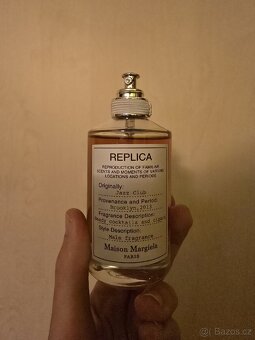 REPLICA
REPRODUCTION OF FAMILIAR
SCENTS AND MOMENTS OF VARYING
LOCATIONS AND PERIODS
Originally:
Jazz Club
Provenance and Period:
Brooklyn, 2013
Fragrance Description:
Heady cocktails and cigars
Style Description:
Male fragrance
Maison Margiela
PARIS
bazos.cz